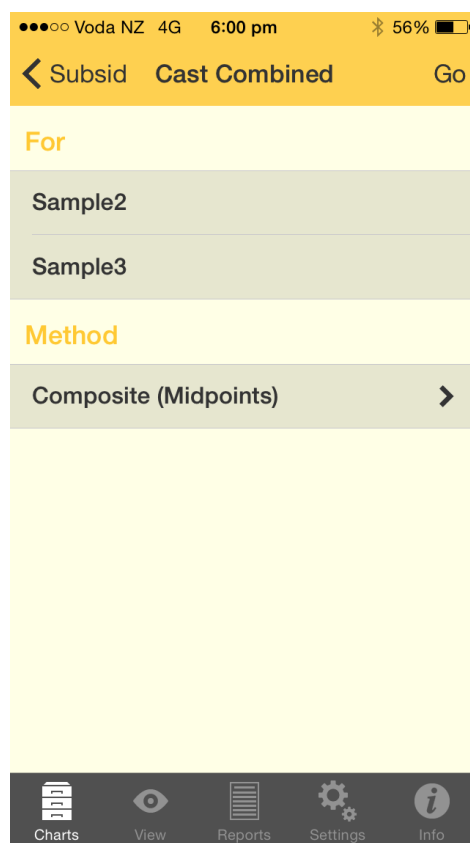 Voda NZ 4G 6:00 pm 56%
Subsid Cast Combined Go
For
Sample2
Sample3
Method
Composite (Midpoints)
Charts View Reports Settings Info